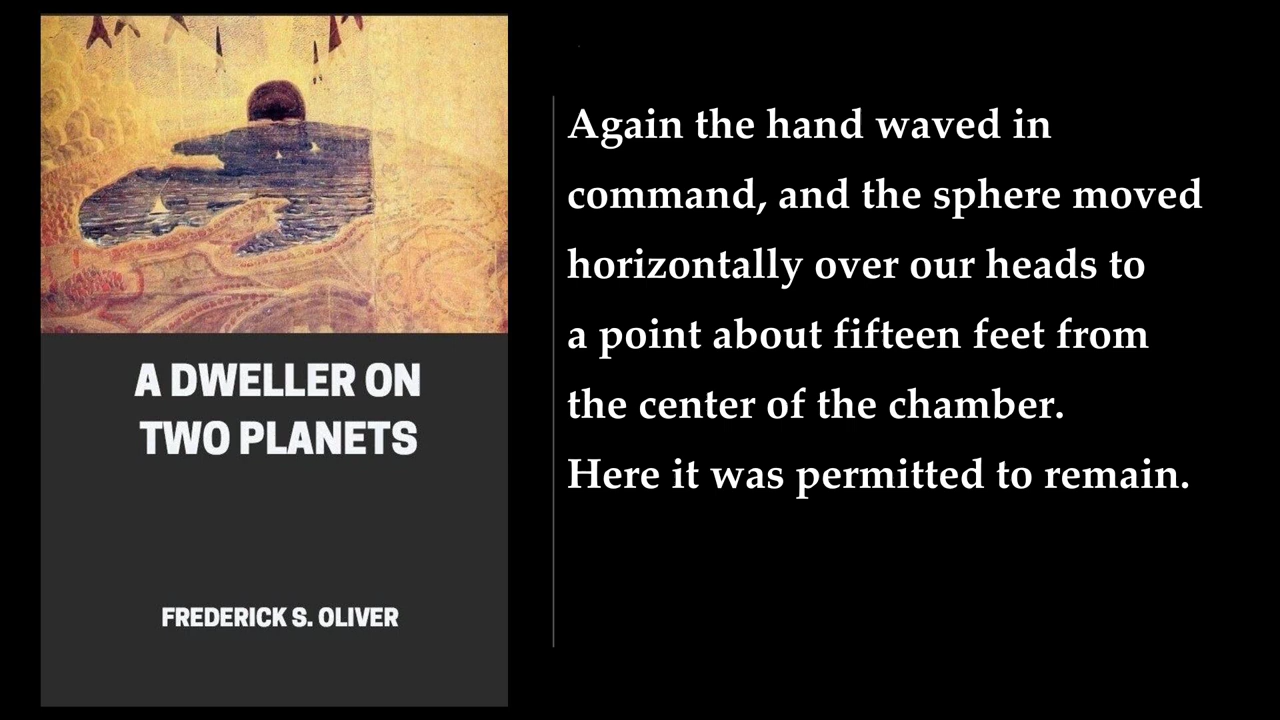 A DWELLER ON
TWO PLANETS
FREDERICK S. OLIVER
Again the hand waved in
command, and the sphere moved
horizontally over our heads to
a point about fifteen feet from
the center of the chamber.
Here it was permitted to remain.